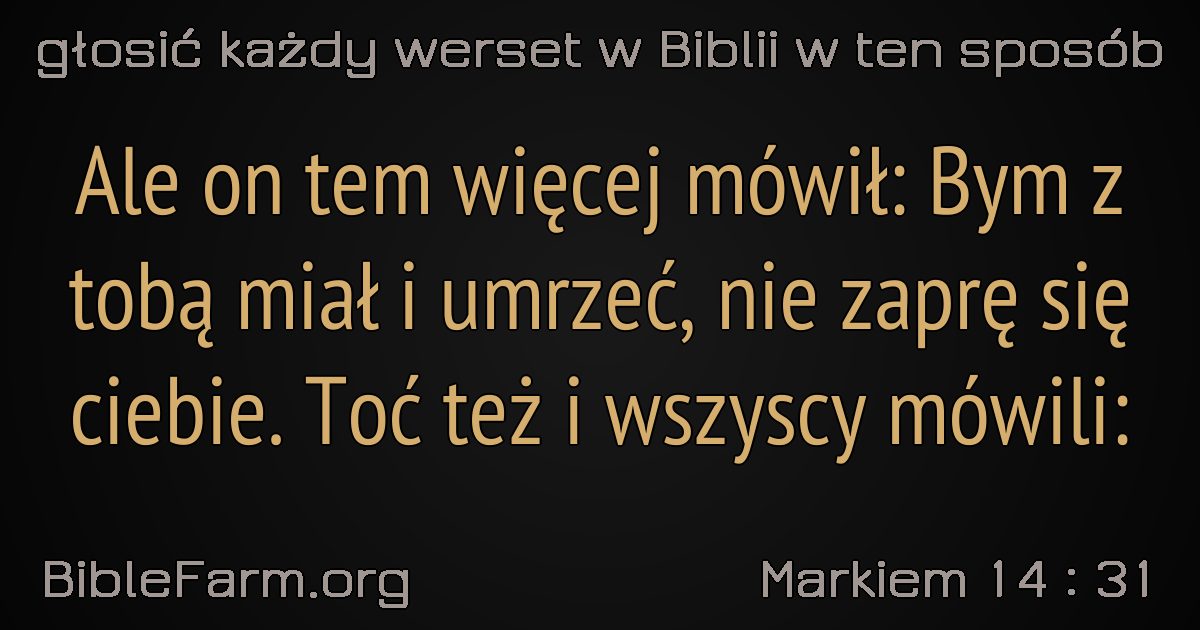 głosić każdy werset w Biblii w ten sposób
Ale on tem więcej mówił: Bym z
tobą miał i umrzeć, nie zaprę się
ciebie. Toć też i wszyscy mówili:
BibleFarm.org
Markiem 14 : 31